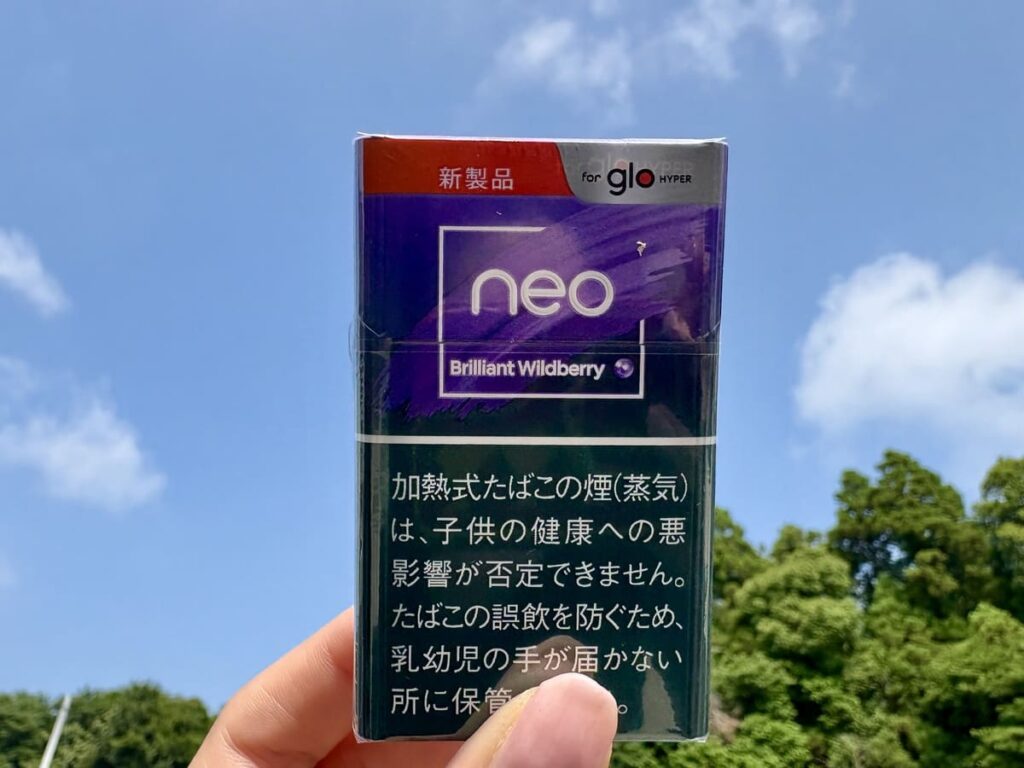 新製品
for glo HYPER
neo
Brilliant Wildberry
加熱式たばこの煙(蒸気)
は、子供の健康への悪
影響が否定できません。
たばこの誤飲を防ぐため、
乳幼児の手が届かない
所に保管 。